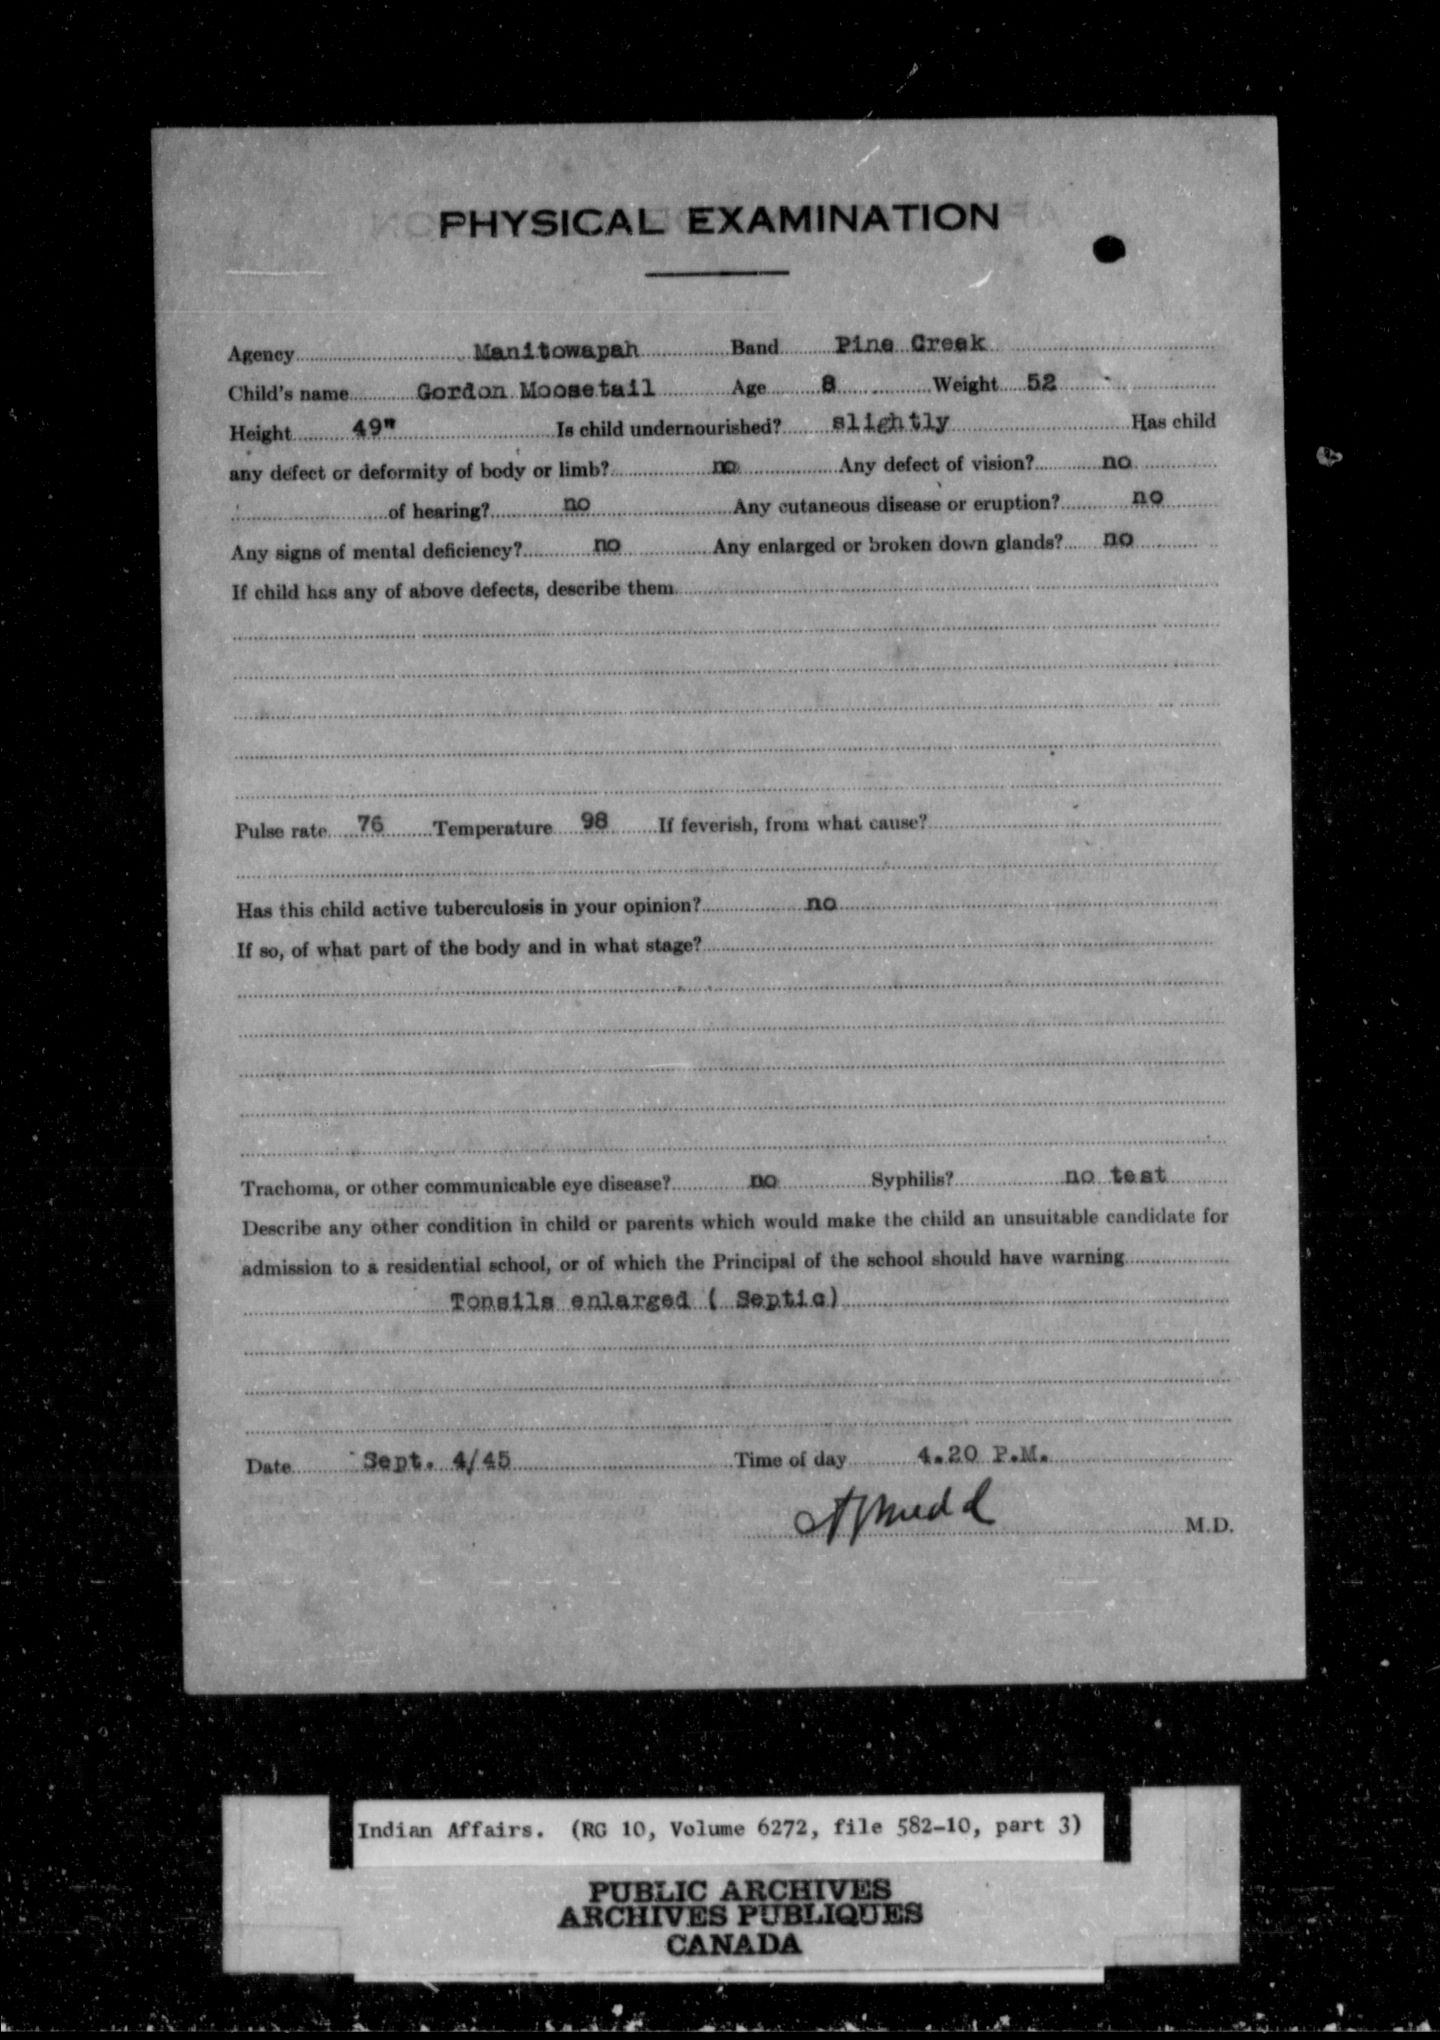 PHYSICAL EXAMINATION
Agency Manitowapah Band Pine Creek
Child's name Gordon Moosetail Age 8 Weight 52
Height 49" Is child undernourished? slightly Has child
any defect or deformity of body or limb? no Any defect of vision? no
of hearing? no Any cutaneous disease or eruption? no
Any signs of mental deficiency? no Any enlarged or broken down glands? no
If child has any of above defects, describe them
Pulse rate 76 Temperature 98 If feverish, from what cause?
Has this child active tuberculosis in your opinion? no
If so, of what part of the body and in what stage?
Trachoma, or other communicable eye disease? no Syphilis? no test
Describe any other condition in child or parents which would make the child an unsuitable candidate for
admission to a residential school, or of which the Principal of the school should have warning
Tonsils enlarged ( Septic)
Date Sept. 4/45 Time of day 4.20 P.M.
M.D.
Indian Affairs. (RG 10, Volume 6272, file 582-10, part 3)
PUBLIC ARCHIVES
ARCHIVES PUBLIQUES
CANADA